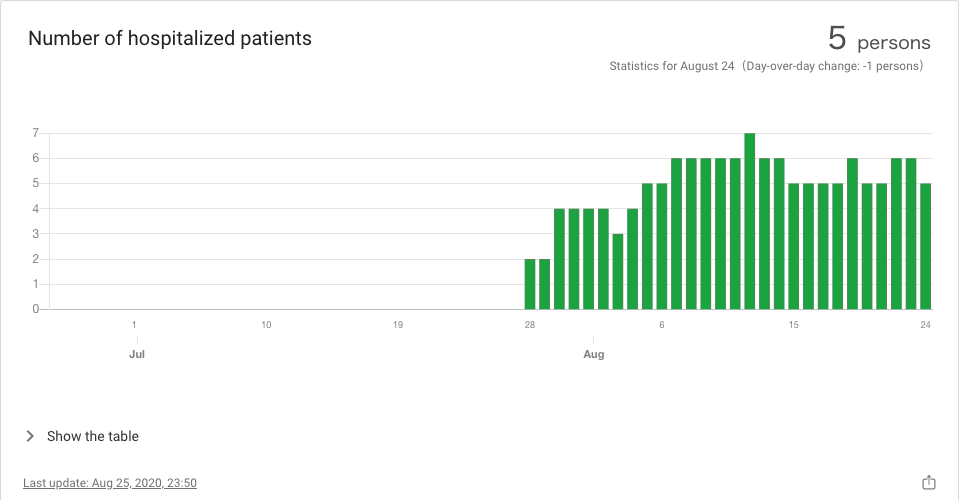 Number of hospitalized patients
5 persons
Statistics for August 24（Day-over-day change: -1 persons）
7
6
5
4
3
2
1
0
1 10 19 28 6 15 24
Jul Aug
Show the table
Last update: Aug 25, 2020, 23:50